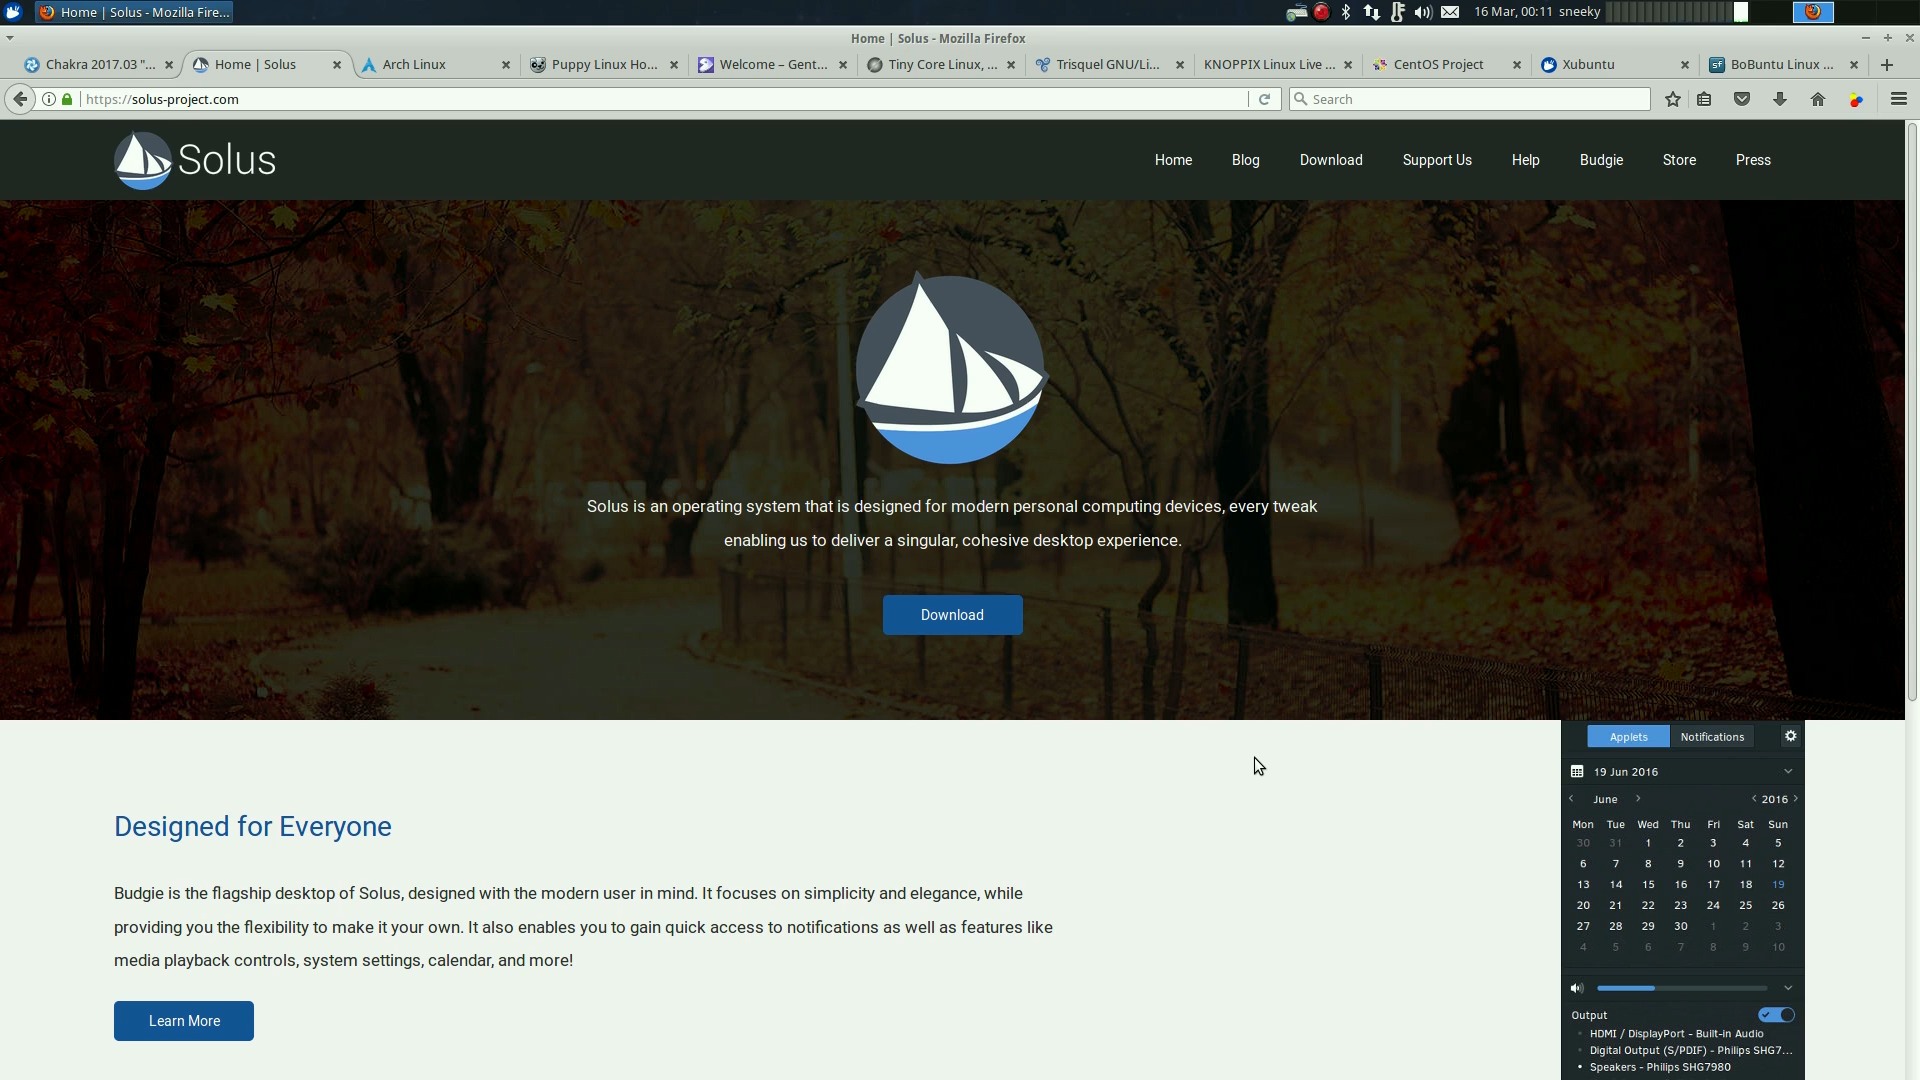 Home | Solus - Mozilla Fire...
16 Mar, 00:11 sneeky
Home | Solus - Mozilla Firefox
Chakra 2017.03 "...
Home | Solus
Arch Linux
Puppy Linux Ho...
Welcome – Gent...
Tiny Core Linux, ...
Trisquel GNU/Li...
KNOPPIX Linux Live ...
CentOS Project
Xubuntu
sf
BoBuntu Linux ...
https://solus-project.com
Search
Solus
Home
Blog
Download
Support Us
Help
Budgie
Store
Press
Solus is an operating system that is designed for modern personal computing devices, every tweak
enabling us to deliver a singular, cohesive desktop experience.
Download
Designed for Everyone
Budgie is the flagship desktop of Solus, designed with the modern user in mind. It focuses on simplicity and elegance, while
providing you the flexibility to make it your own. It also enables you to gain quick access to notifications as well as features like
media playback controls, system settings, calendar, and more!
Learn More
Applets
Notifications
19 Jun 2016
June
2016
Mon Tue Wed Thu Fri Sat Sun
30 31 1 2 3 4 5
6 7 8 9 10 11 12
13 14 15 16 17 18 19
20 21 22 23 24 25 26
27 28 29 30 1 2 3
4 5 6 7 8 9 10
Output
HDMI / DisplayPort - Built-in Audio
Digital Output (S/PDIF) - Philips SHG7...
Speakers - Philips SHG7980